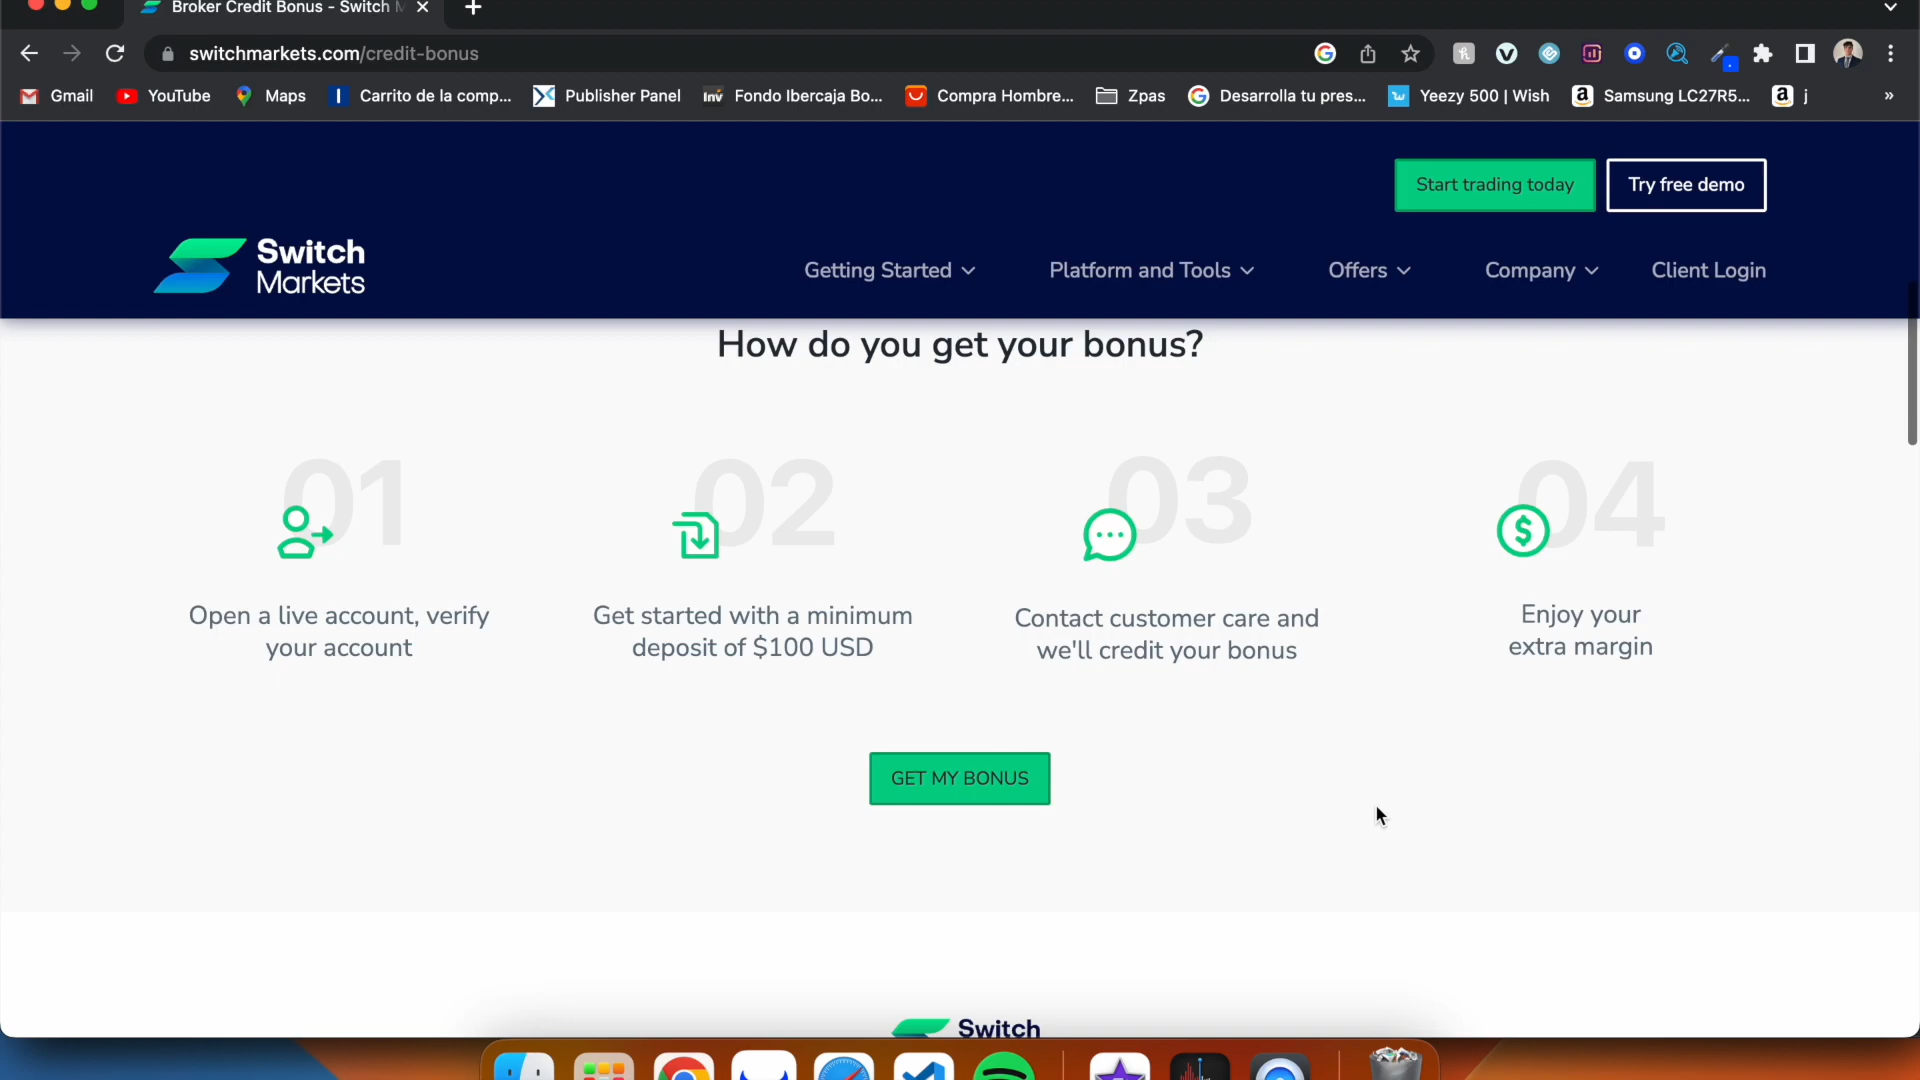 Broker Credit Bonus - Switch
switchmarkets.com/credit-bonus
Gmail YouTube Maps Carrito de la comp... Publisher Panel Fondo Ibercaja Bo... Compra Hombre... Zpas Desarrolla tu pres... Yeezy 500 | Wish Samsung LC27R5... j »
Start trading today Try free demo
Switch
Markets
Getting Started Platform and Tools Offers Company Client Login
How do you get your bonus?
01 02 03 04
Open a live account, verify
your account
Get started with a minimum
deposit of $100 USD
Contact customer care and
we'll credit your bonus
Enjoy your
extra margin
GET MY BONUS
Switch